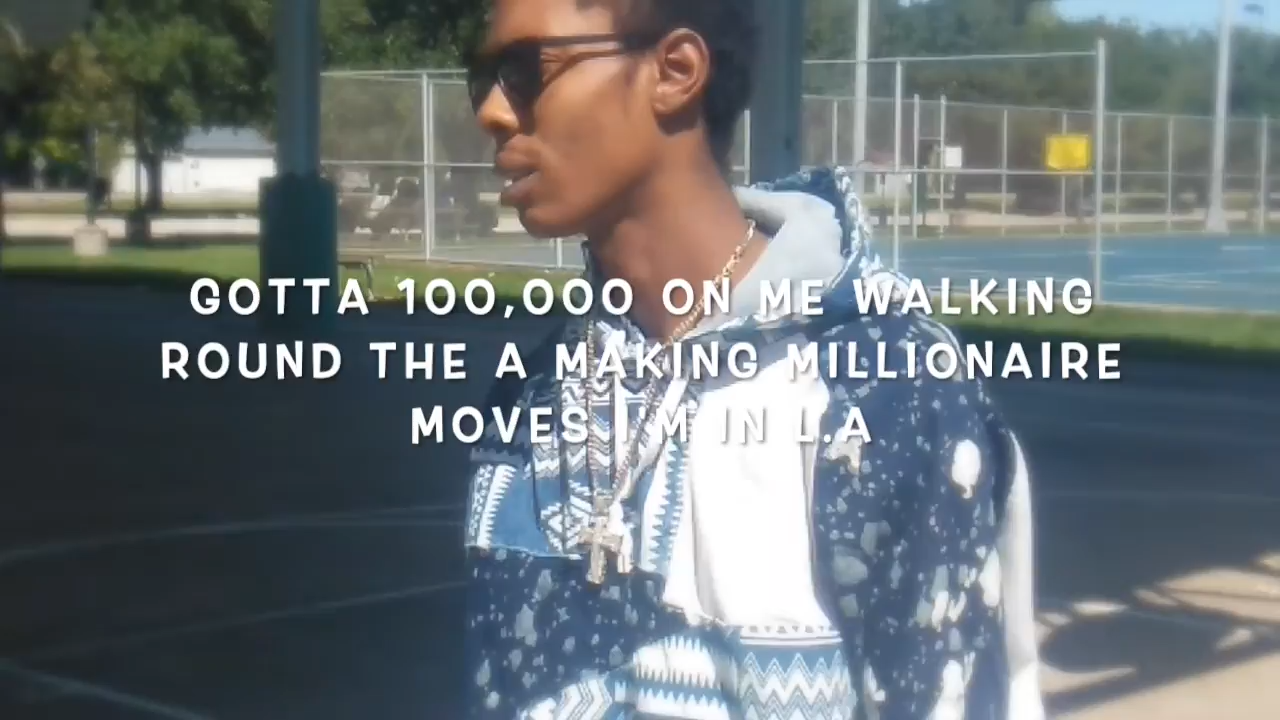 GOTTA 100,000 ON ME WALKING
ROUND THE A MAKING MILLIONAIRE
MOVES I'M IN L.A